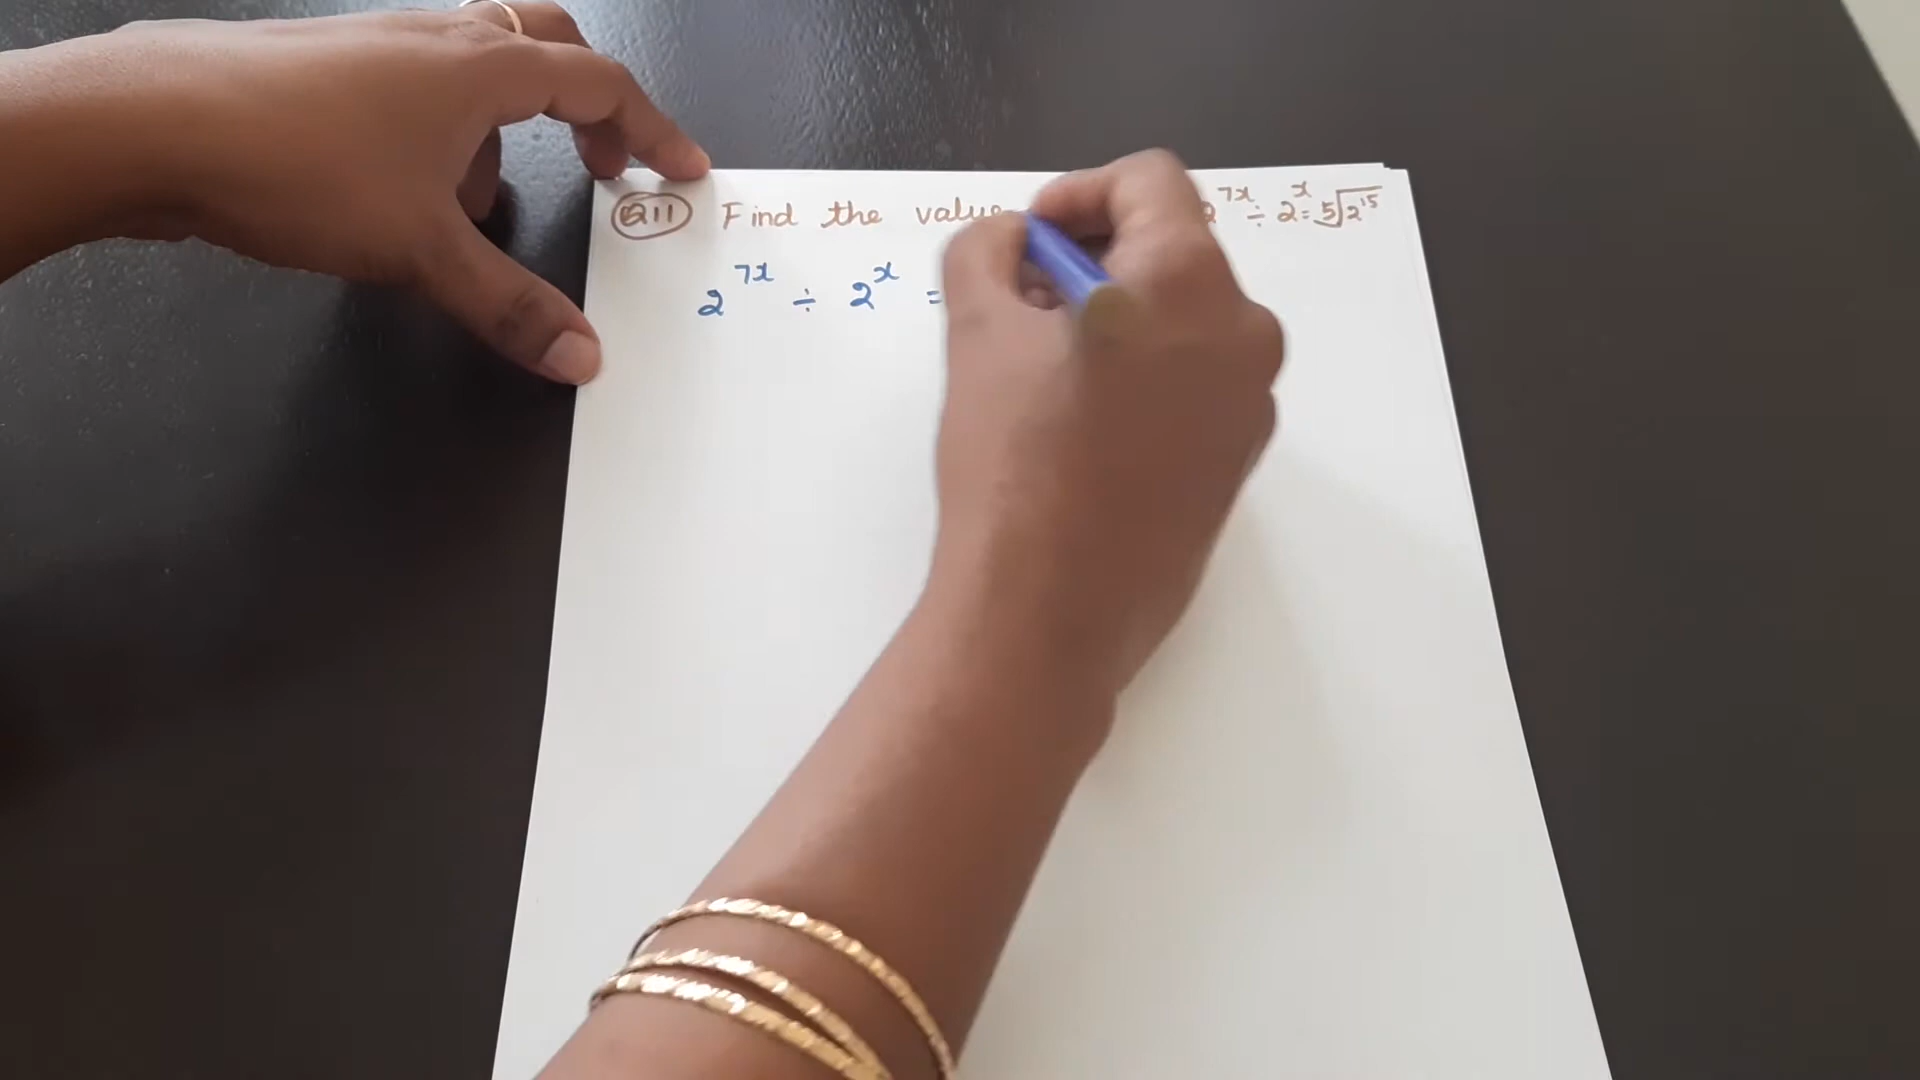 Q11 Find the value 2^7x ÷ 2^x = ⁵√2^15
2^7x ÷ 2^x =